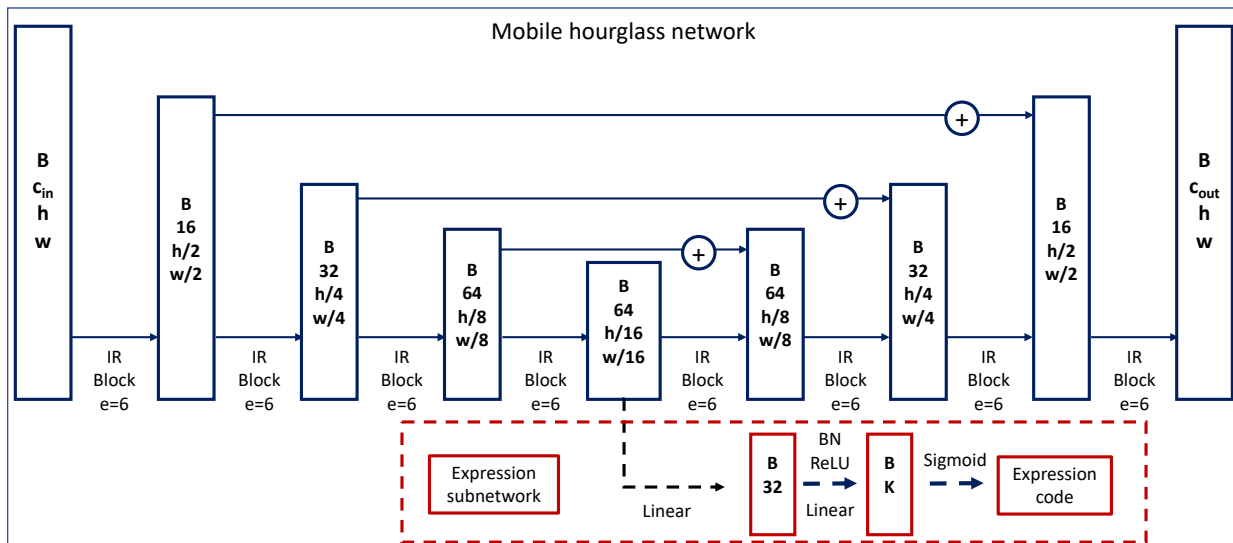 Mobile hourglass network
B
c_in
h
w
B
16
h/2
w/2
B
32
h/4
w/4
B
64
h/8
w/8
B
64
h/16
w/16
B
64
h/8
w/8
B
32
h/4
w/4
B
16
h/2
w/2
B
c_out
h
w
+
+
+
IR
Block
e=6
IR
Block
e=6
IR
Block
e=6
IR
Block
e=6
IR
Block
e=6
IR
Block
e=6
IR
Block
e=6
IR
Block
e=6
Expression
subnetwork
Linear
B
32
BN
ReLU
Linear
B
K
Sigmoid
Expression
code